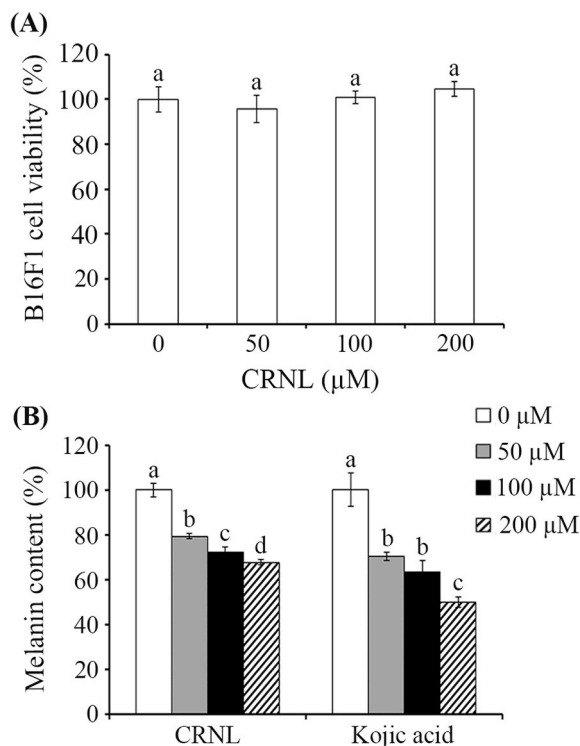 (A)
B16F1 cell viability (%)
120
100
80
60
40
20
0
a a a a
0 50 100 200
CRNL (µM)
(B)
Melanin content (%)
120
100
80
60
40
20
0
a b c d a b b c
CRNL Kojic acid
0 µM
50 µM
100 µM
200 µM